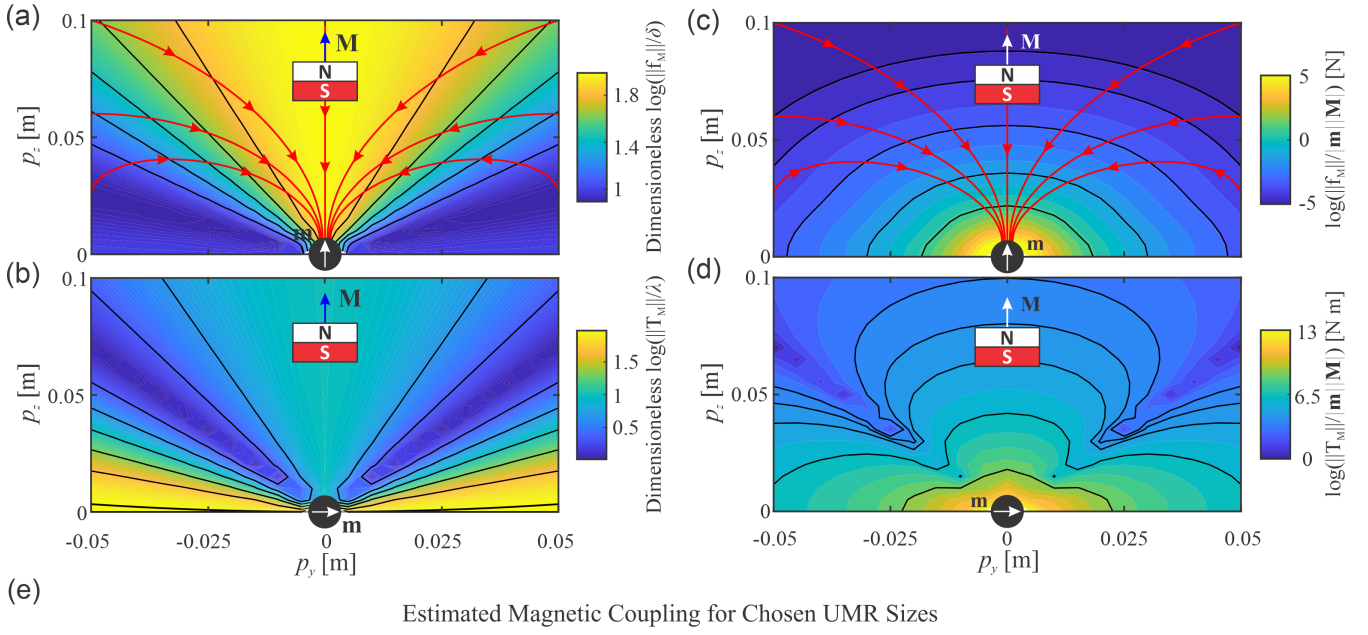 (a)
0.1
0.05
0
p_z [m]
M
N
S
m
1.8
1.4
1
Dimensionless log(||f_M||/δ)
(c)
0.1
0.05
0
p_z [m]
M
N
S
m
5
0
-5
log(||f_M||/||m||M||) [N]
(b)
0.1
0.05
0
p_z [m]
M
N
S
m
1.5
1
0.5
Dimensionless log(||T_M||/λ)
-0.05
-0.025
0
0.025
0.05
p_y [m]
(d)
0.1
0.05
0
p_z [m]
M
N
S
m
13
6.5
0
log(||T_M||/||m||M||) [N m]
-0.05
-0.025
0
0.025
0.05
p_y [m]
(e)
Estimated Magnetic Coupling for Chosen UMR Sizes